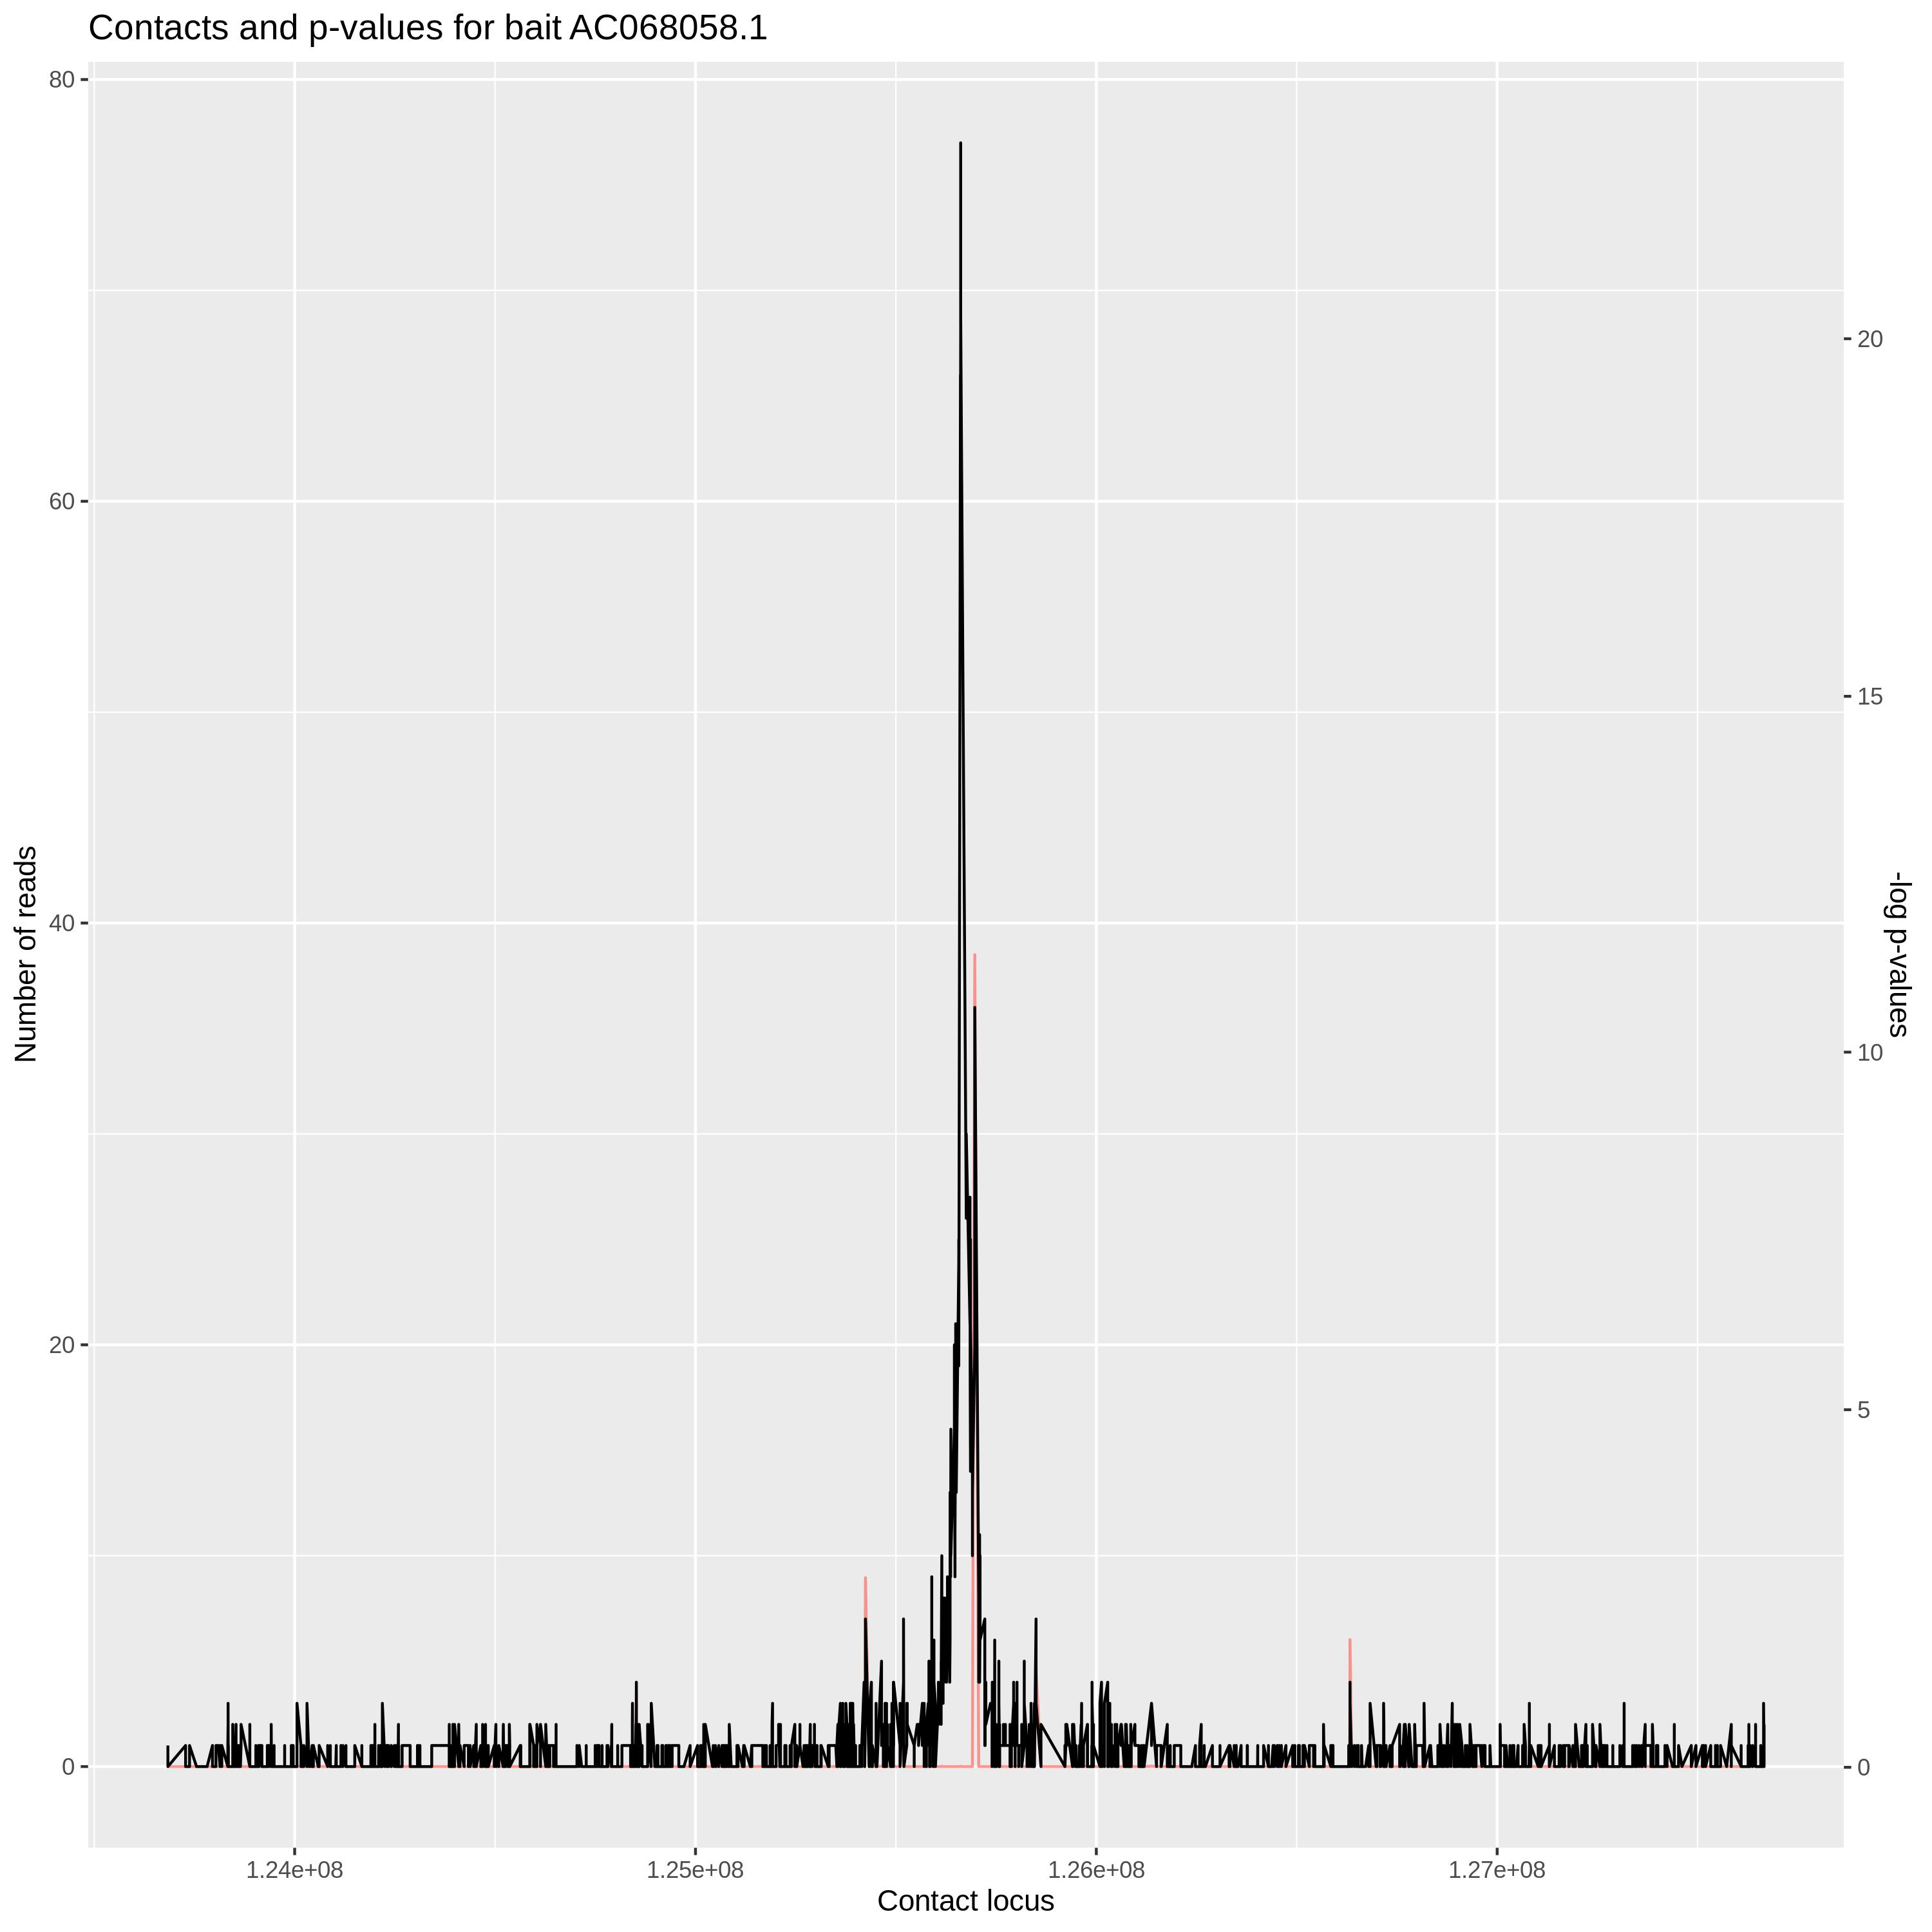 Contacts and p-values for bait AC068058.1
80
60
40
20
0
Number of reads
20
15
10
5
0
-log p-values
1.24e+08
1.25e+08
1.26e+08
1.27e+08
Contact locus